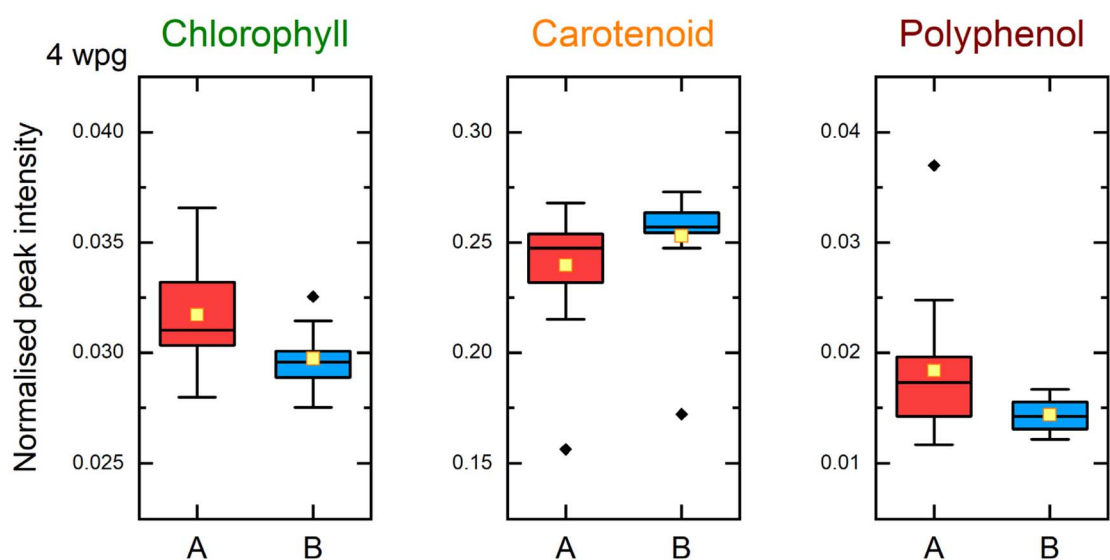 Chlorophyll
Carotenoid
Polyphenol
4 wpg
Normalised peak intensity
0.040
0.035
0.030
0.025
A B
0.30
0.25
0.20
0.15
A B
0.04
0.03
0.02
0.01
A B